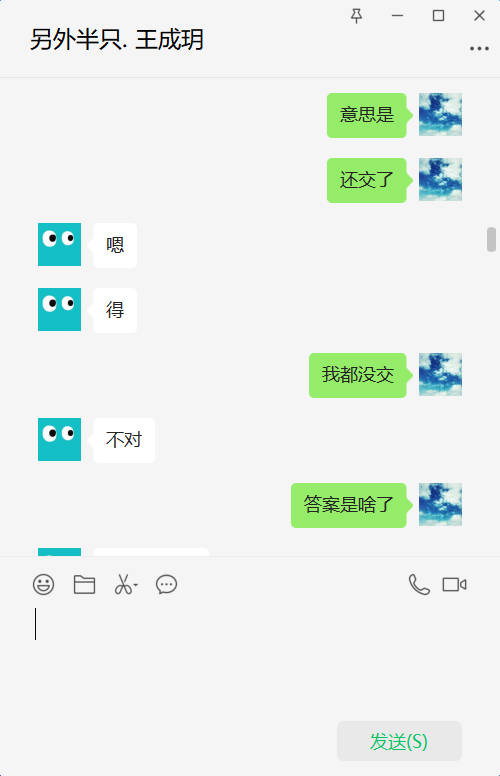 另外半只. 王成玥
意思是
还交了
嗯
得
我都没交
不对
答案是啥了
发送(S)